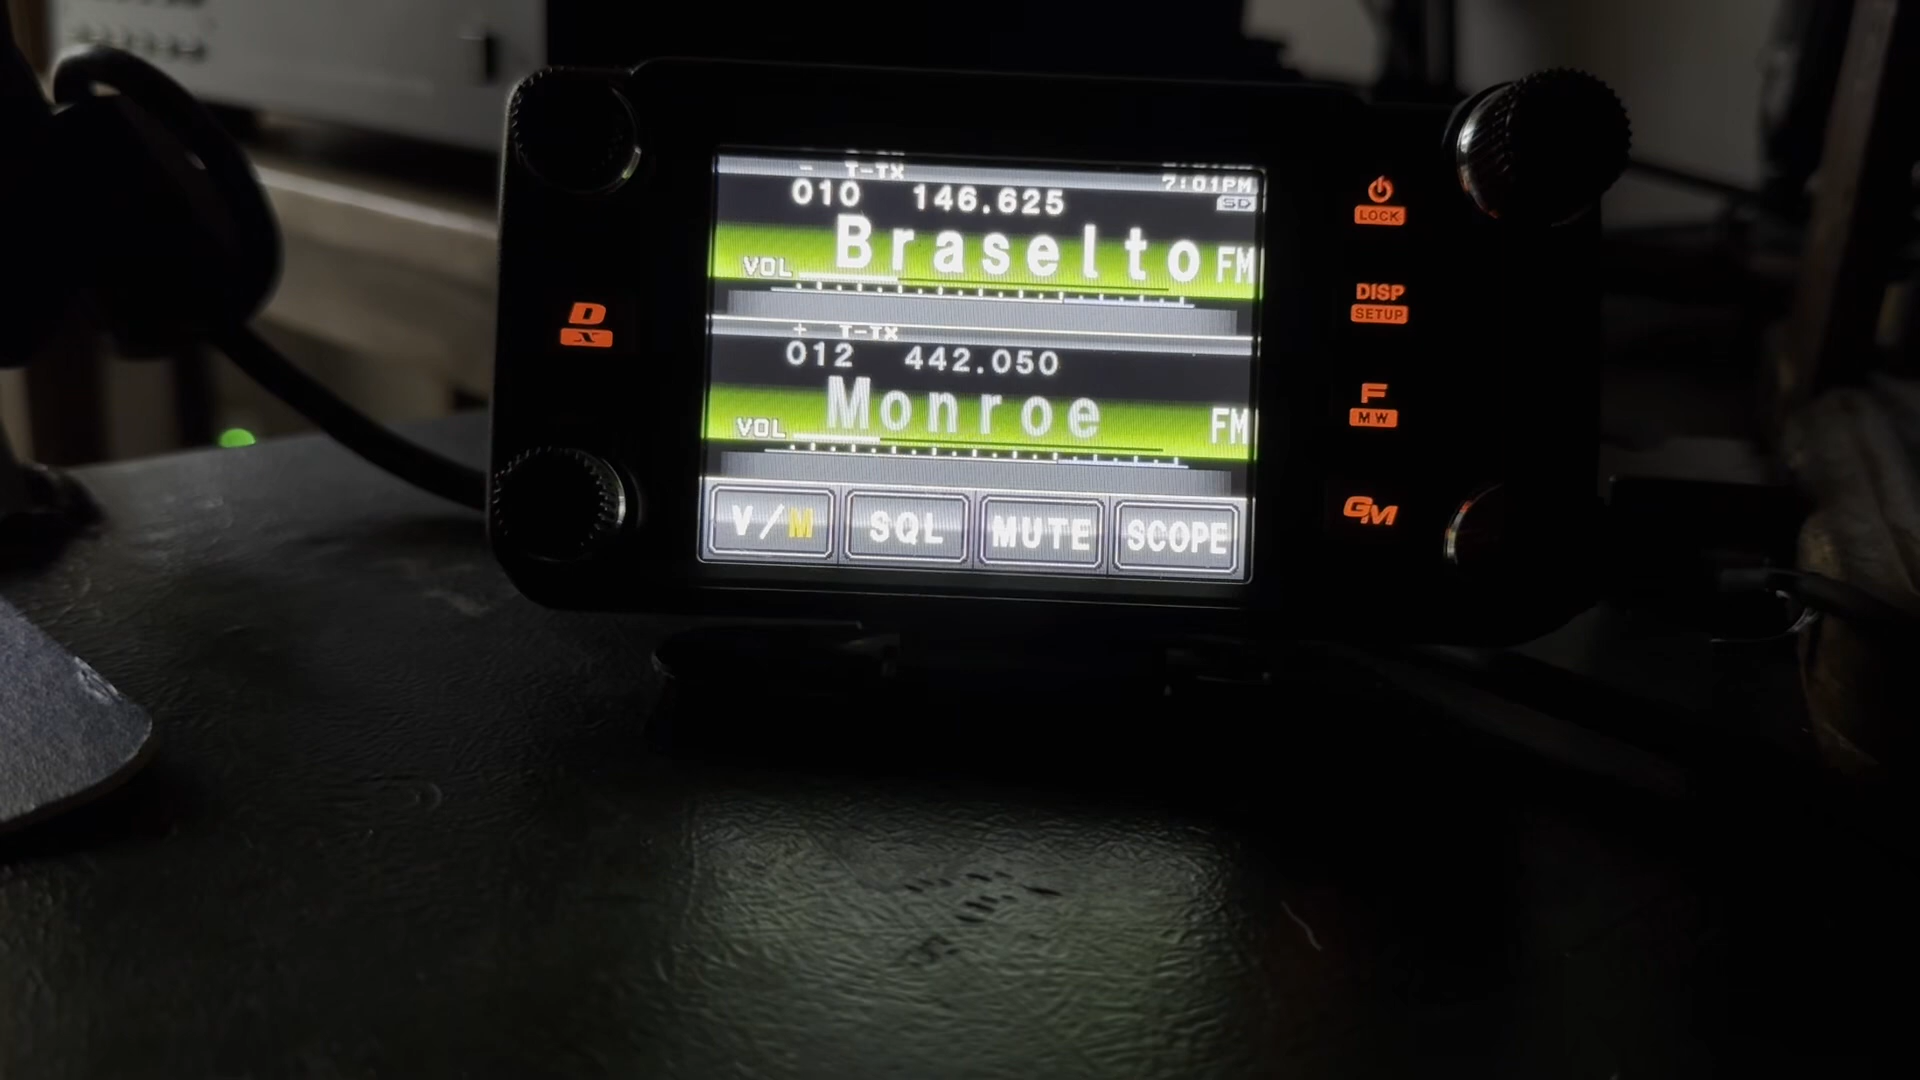 - T-TX 7:01PM
010 146.625 SD
Braselto FM
VOL
+ T-TX
012 442.050
Monroe FM
VOL
V/M SQL MUTE SCOPE
D
X
LOCK
DISP
SETUP
F
MW
GM